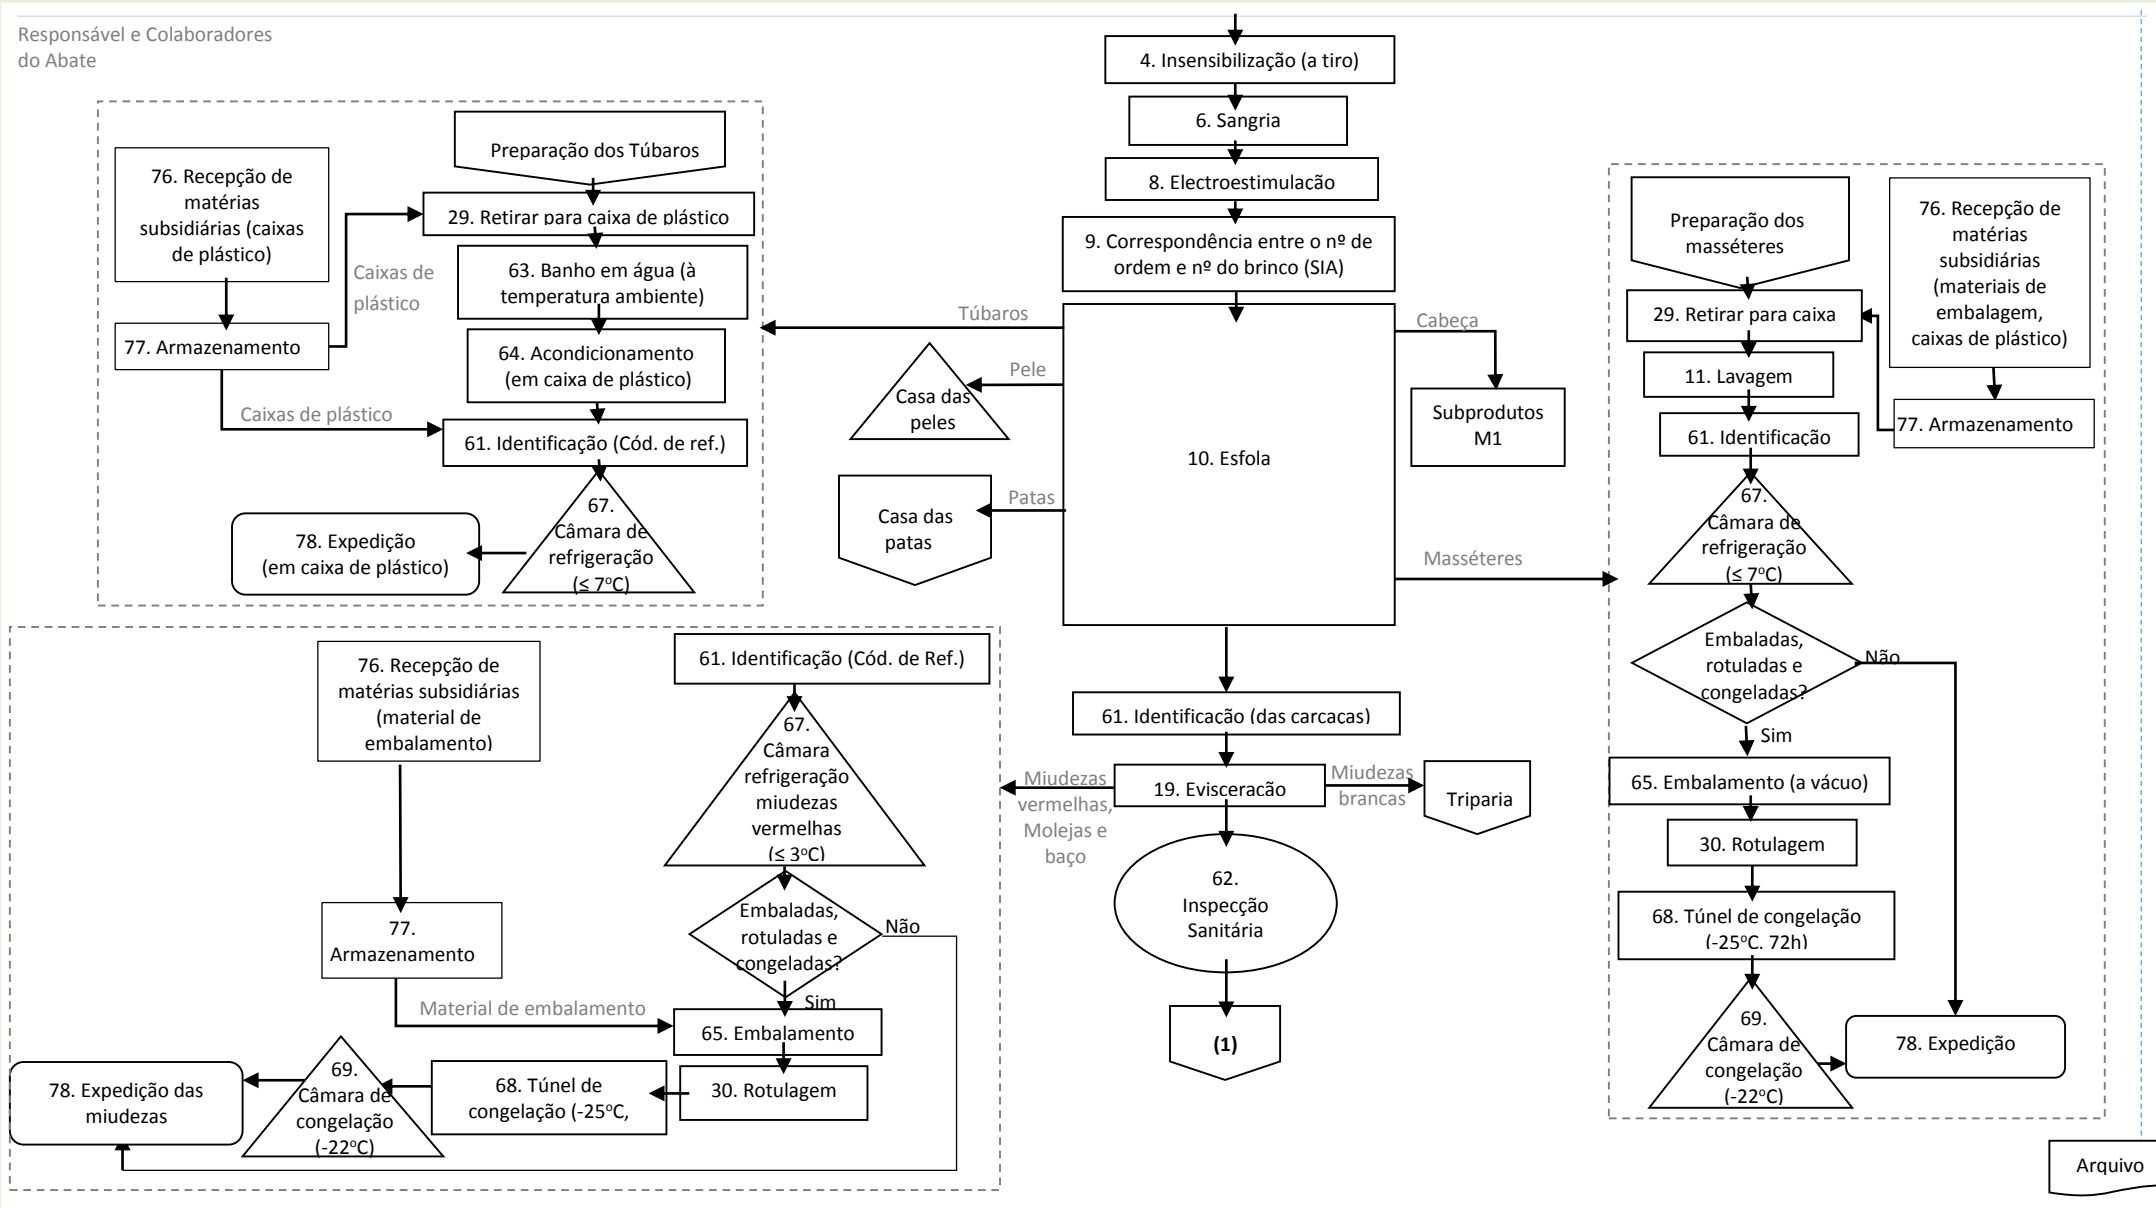 Responsável e Colaboradores
do Abate
4. Insensibilização (a tiro)
6. Sangria
8. Electroestimulação
9. Correspondência entre o nº de
ordem e nº do brinco (SIA)
10. Esfola
Túbaros
Pele
Casa das
peles
Patas
Casa das
patas
Cabeça
Subprodutos
M1
Masséteres
61. Identificação (das carcaças)
19. Evisceração
Miudezas
vermelhas,
Molejas e
baço
Miudezas
brancas
Triparia
62.
Inspecção
Sanitária
(1)
Preparação dos Túbaros
76. Recepção de
matérias
subsidiárias (caixas
de plástico)
77. Armazenamento
Caixas de
plástico
Caixas de plástico
29. Retirar para caixa de plástico
63. Banho em água (à
temperatura ambiente)
64. Acondicionamento
(em caixa de plástico)
61. Identificação (Cód. de ref.)
67.
Câmara de
refrigeração
(≤ 7ºC)
78. Expedição
(em caixa de plástico)
76. Recepção de
matérias subsidiárias
(material de
embalamento)
77.
Armazenamento
Material de embalamento
61. Identificação (Cód. de Ref.)
67.
Câmara
refrigeração
miudezas
vermelhas
(≤ 3ºC)
Embaladas,
rotuladas e
congeladas?
Não
Sim
65. Embalamento
30. Rotulagem
68. Túnel de
congelação (-25ºC,
69.
Câmara de
congelação
(-22ºC)
78. Expedição das
miudezas
Preparação dos
masséteres
76. Recepção de
matérias
subsidiárias
(materiais de
embalagem,
caixas de plástico)
77. Armazenamento
29. Retirar para caixa
11. Lavagem
61. Identificação
67.
Câmara de
refrigeração
(≤ 7ºC)
Embaladas,
rotuladas e
congeladas?
Não
Sim
65. Embalamento (a vácuo)
30. Rotulagem
68. Túnel de congelação
(-25ºC, 72h)
69.
Câmara de
congelação
(-22ºC)
78. Expedição
Arquivo